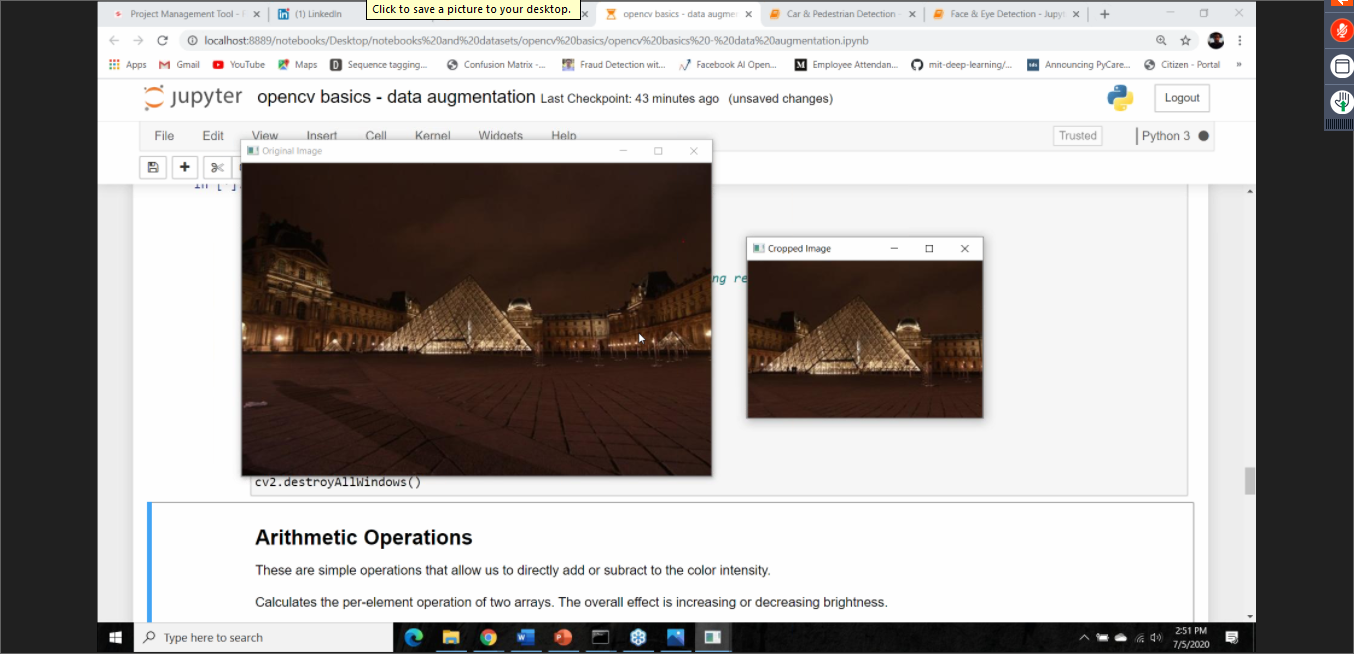 Click to save a picture to your desktop.
Project Management Tool -
(1) LinkedIn
opencv basics - data augmen
Car & Pedestrian Detection
Face & Eye Detection - Jupyt
localhost:8889/notebooks/Desktop/notebooks%20and%20datasets/opencv%20basics/opencv%20basics%20-%20data%20augmentation.ipynb
Apps
Gmail
YouTube
Maps
Sequence tagging...
Confusion Matrix -...
Fraud Detection wit...
Facebook AI Open...
Employee Attendan...
mit-deep-learning/...
Announcing PyCare...
Citizen - Portal
»
jupyter opencv basics - data augmentation Last Checkpoint: 43 minutes ago (unsaved changes)
Logout
File Edit View Insert Cell Kernel Widgets Help
Trusted
Python 3
Original Image
In [*]:
Cropped Image
ng re
cv2.destroyAllWindows()
Arithmetic Operations
These are simple operations that allow us to directly add or subract to the color intensity.
Calculates the per-element operation of two arrays. The overall effect is increasing or decreasing brightness.
Type here to search
2:51 PM
7/5/2020